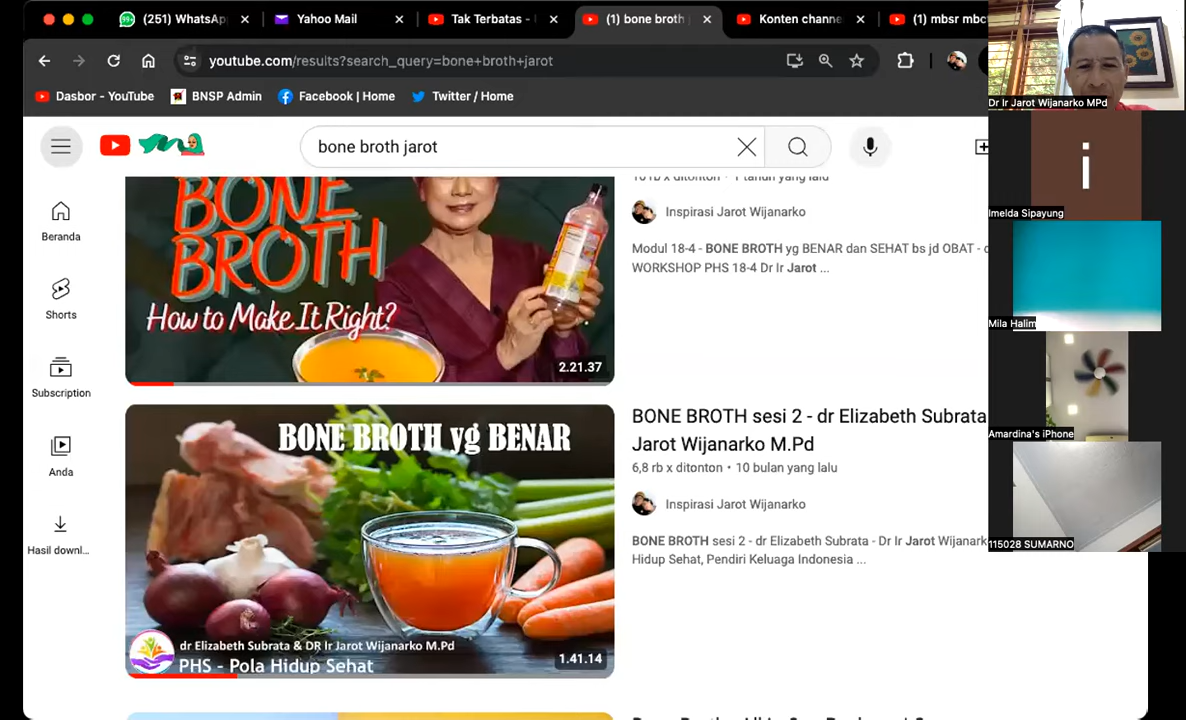 (251) WhatsAp
Yahoo Mail
Tak Terbatas -
(1) bone broth
Konten channe
(1) mbsr mbc
youtube.com/results?search_query=bone+broth+jarot
Dasbor - YouTube
BNSP Admin
Facebook | Home
Twitter / Home
bone broth jarot
Beranda
Shorts
Subscription
Anda
Hasil downl...
BONE
BROTH
How to Make It Right?
2.21.37
Inspirasi Jarot Wijanarko
Modul 18-4 - BONE BROTH yg BENAR dan SEHAT bs jd OBAT - d
WORKSHOP PHS 18-4 Dr Ir Jarot ...
BONE BROTH yg BENAR
dr Elizabeth Subrata & DR Ir Jarot Wijanarko M.Pd
PHS - Pola Hidup Sehat
1.41.14
BONE BROTH sesi 2 - dr Elizabeth Subrata
Jarot Wijanarko M.Pd
6,8 rb x ditonton • 10 bulan yang lalu
Inspirasi Jarot Wijanarko
BONE BROTH sesi 2 - dr Elizabeth Subrata - Dr Ir Jarot Wijanark
Hidup Sehat, Pendiri Keluaga Indonesia ...
Dr Ir Jarot Wijanarko MPd
i
Imelda Sipayung
Mila Halim
Amardina's iPhone
115028 SUMARNO